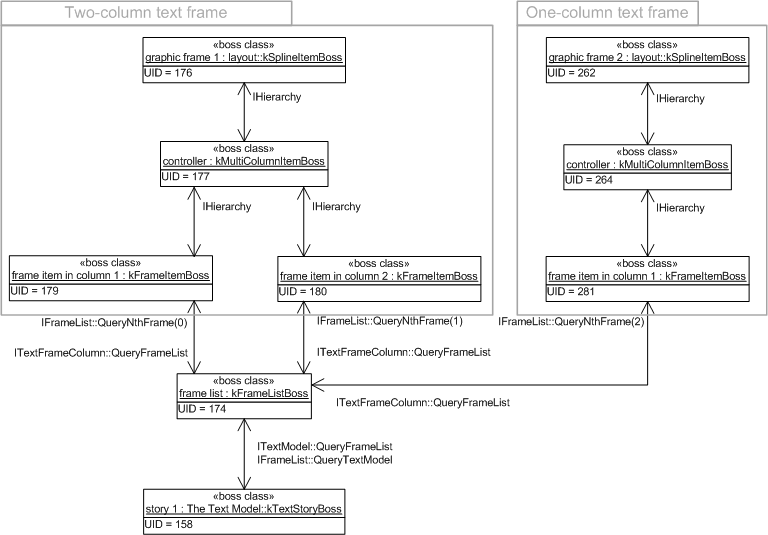 Two-column text frame
One-column text frame
«boss class»
graphic frame 1 : layout::kSplineItemBoss
UID = 176
«boss class»
graphic frame 2 : layout::kSplineItemBoss
UID = 262
IHierarchy
IHierarchy
«boss class»
controller : kMultiColumnItemBoss
UID = 177
«boss class»
controller : kMultiColumnItemBoss
UID = 264
IHierarchy
IHierarchy
IHierarchy
«boss class»
frame item in column 1 : kFrameItemBoss
UID = 179
«boss class»
frame item in column 2 : kFrameItemBoss
UID = 180
«boss class»
frame item in column 1 : kFrameItemBoss
UID = 281
IFrameList::QueryNthFrame(0)
IFrameList::QueryNthFrame(1)
IFrameList::QueryNthFrame(2)
ITextFrameColumn::QueryFrameList
ITextFrameColumn::QueryFrameList
«boss class»
frame list : kFrameListBoss
UID = 174
ITextFrameColumn::QueryFrameList
ITextModel::QueryFrameList
IFrameList::QueryTextModel
«boss class»
story 1 : The Text Model::kTextStoryBoss
UID = 158